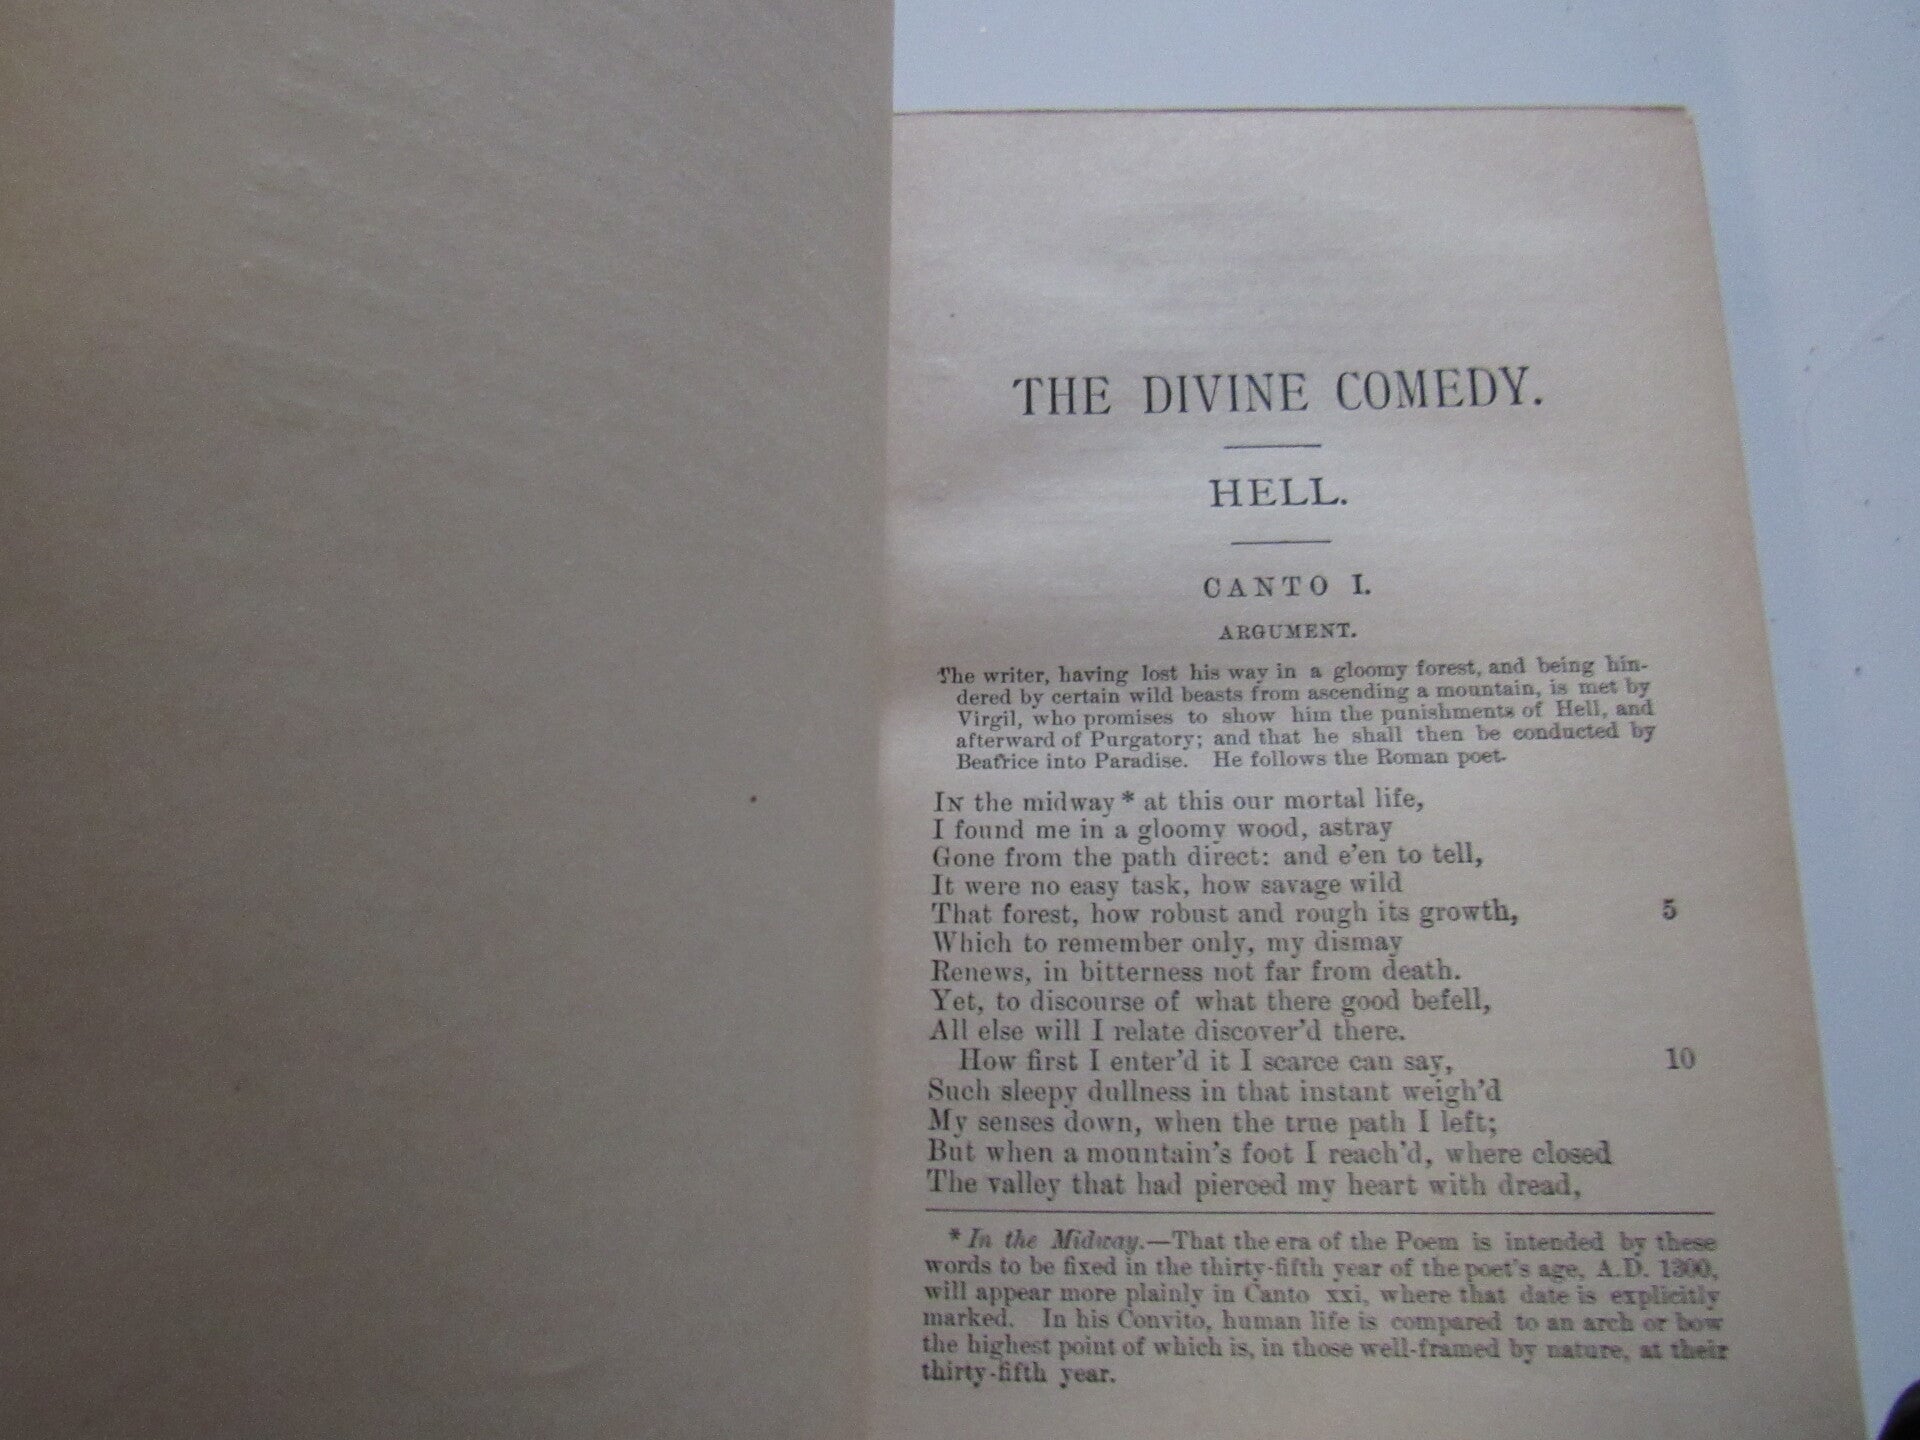 THE DIVINE COMEDY.
HELL.
CANTO I.
ARGUMENT.
The writer, having lost his way in a gloomy forest, and being hin-
dered by certain wild beasts from ascending a mountain, is met by
Virgil, who promises to show him the punishments of Hell, and
afterward of Purgatory; and that he shall then be conducted by
Beatrice into Paradise. He follows the Roman poet.
IN the midway * at this our mortal life,
I found me in a gloomy wood, astray
Gone from the path direct: and e'en to tell,
It were no easy task, how savage wild
That forest, how robust and rough its growth, 5
Which to remember only, my dismay
Renews, in bitterness not far from death.
Yet, to discourse of what there good befell,
All else will I relate discover'd there.
How first I enter'd it I scarce can say, 10
Such sleepy dullness in that instant weigh'd
My senses down, when the true path I left;
But when a mountain's foot I reach'd, where closed
The valley that had pierced my heart with dread,
* In the Midway.—That the era of the Poem is intended by these
words to be fixed in the thirty-fifth year of the poet's age, A.D. 1300,
will appear more plainly in Canto xxi, where that date is explicitly
marked. In his Convito, human life is compared to an arch or bow
the highest point of which is, in those well-framed by nature, at their
thirty-fifth year.